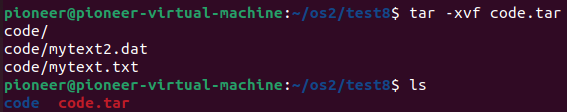 pioneer@pioneer-virtual-machine:~/os2/test8$ tar -xvf code.tar
code/
code/mytext2.dat
code/mytext.txt
pioneer@pioneer-virtual-machine:~/os2/test8$ ls
code  code.tar